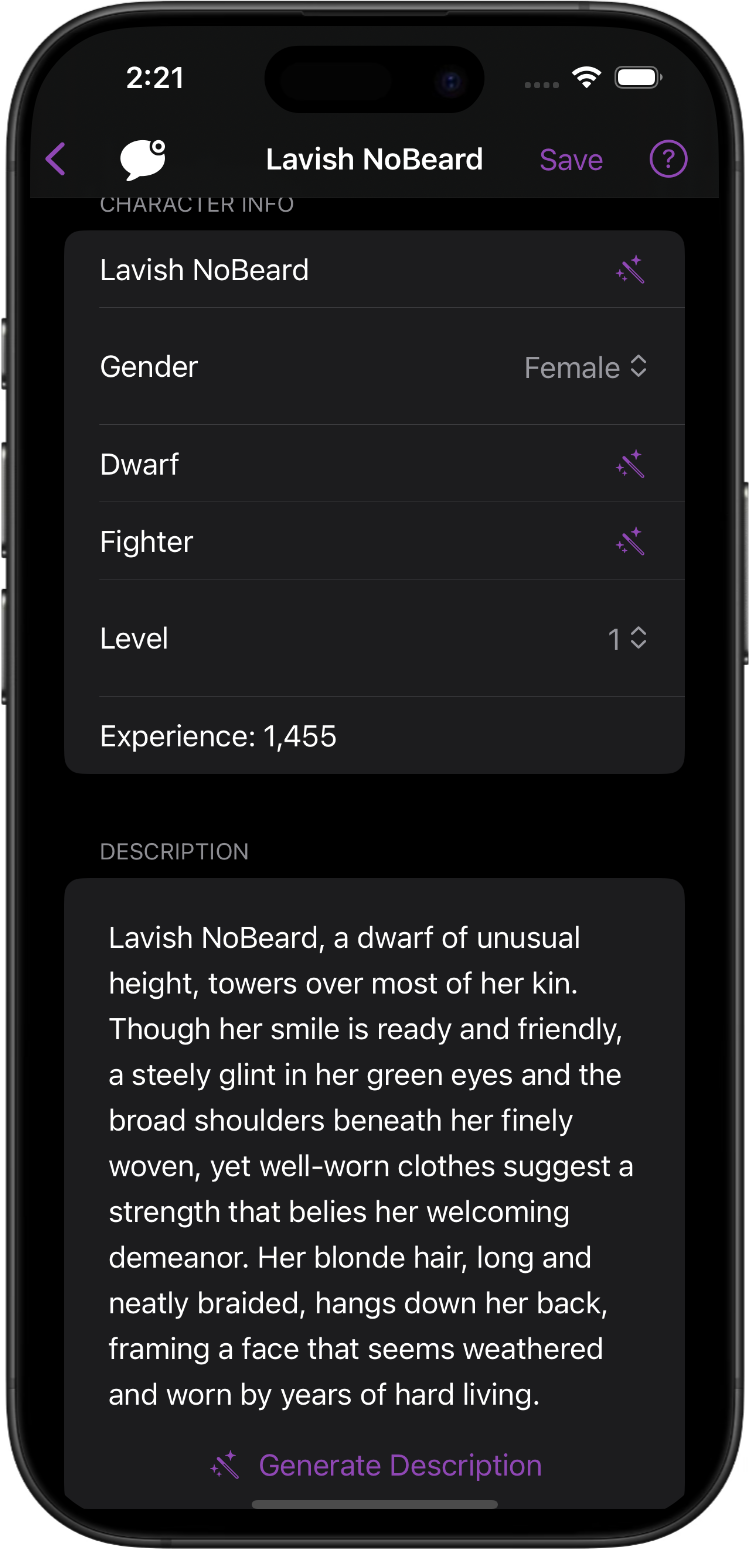 2:21
Lavish NoBeard
Save
?
CHARACTER INFO
Lavish NoBeard
Gender
Female
Dwarf
Fighter
Level
1
Experience: 1,455
DESCRIPTION
Lavish NoBeard, a dwarf of unusual
height, towers over most of her kin.
Though her smile is ready and friendly,
a steely glint in her green eyes and the
broad shoulders beneath her finely
woven, yet well-worn clothes suggest a
strength that belies her welcoming
demeanor. Her blonde hair, long and
neatly braided, hangs down her back,
framing a face that seems weathered
and worn by years of hard living.
Generate Description